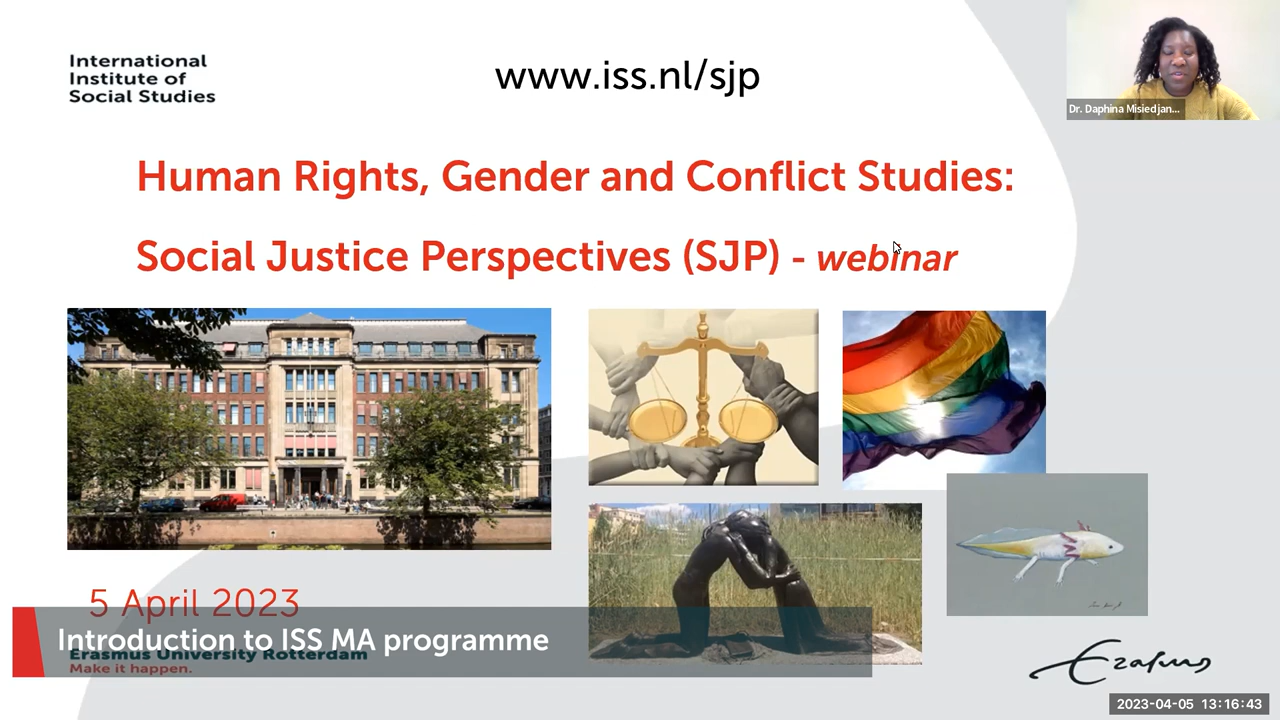 International
Institute of
Social Studies
www.iss.nl/sjp
Dr. Daphina Misiedjan...
Human Rights, Gender and Conflict Studies:
Social Justice Perspectives (SJP) - webinar
5 April 2023
Introduction to ISS MA programme
Erasmus University Rotterdam
Make it happen.
Erasmus
2023-04-05 13:16:43